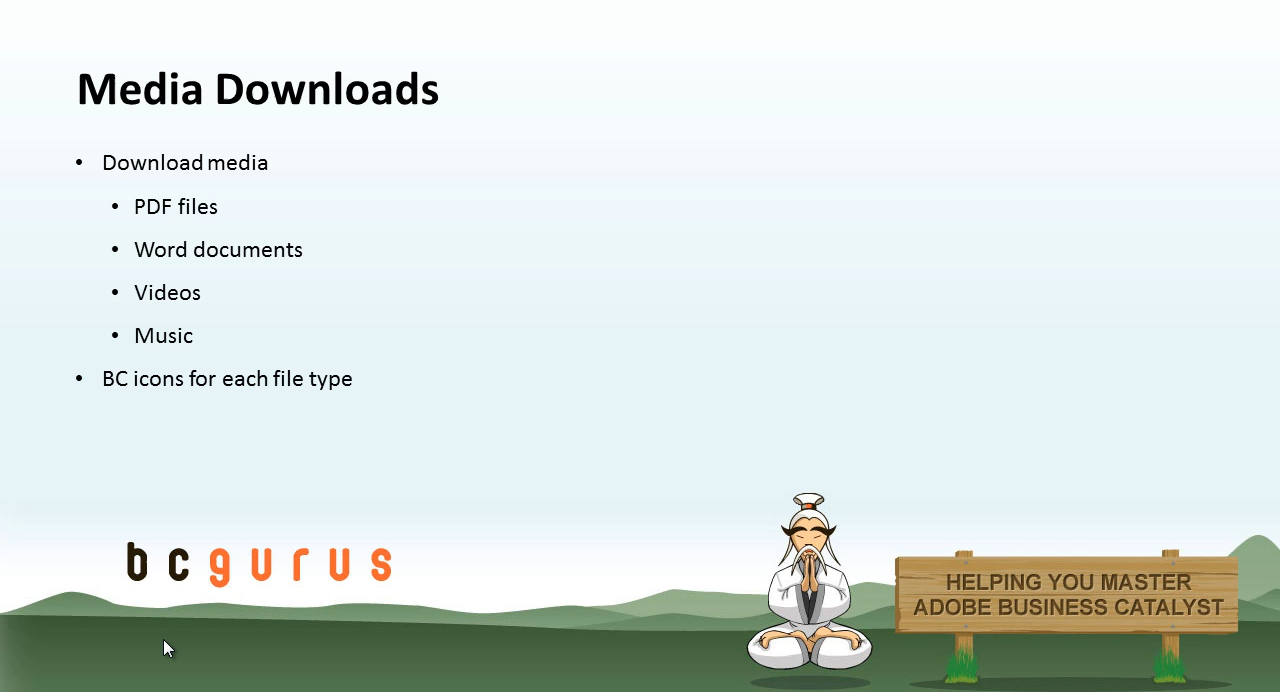 Media Downloads
• Download media
• PDF files
• Word documents
• Videos
• Music
• BC icons for each file type
bcgurus
HELPING YOU MASTER
ADOBE BUSINESS CATALYST